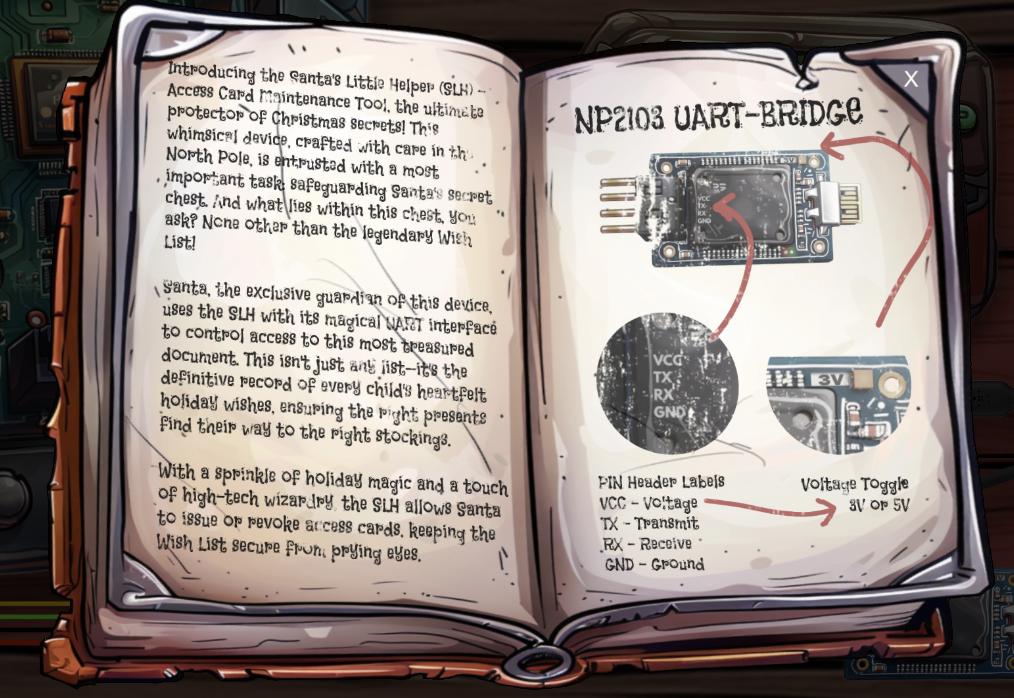 Introducing the Santa's Little Helper (SLH) -
Access Card Maintenance Tool, the ultimate
protector of Christmas secrets! This
whimsical device, crafted with care in th
North Pole, is entrusted with a most
important task: safeguarding Santa's secret
chest. And what lies within this chest, you
ask? None other than the legendary Wish
List!
Santa, the exclusive guardian of this device,
uses the SLH with its magical UART interface
to control access to this most treasured
document. This isn't just any list—it's the
definitive record of every child's heartfelt
holiday wishes, ensuring the right presents
find their way to the right stockings.
With a sprinkle of holiday magic and a touch
of high-tech wizardry, the SLH allows Santa
to issue or revoke access cards, keeping the
Wish List secure from prying eyes.
X
NP2103 UART-BRIDGE
3V
VCC
TX
RX
GND
VCC
TX
RX
GND
3V
PIN Header Labels
VCC - Voltage
TX - Transmit
RX - Receive
GND - Ground
Voltage Toggle
3V or 5V